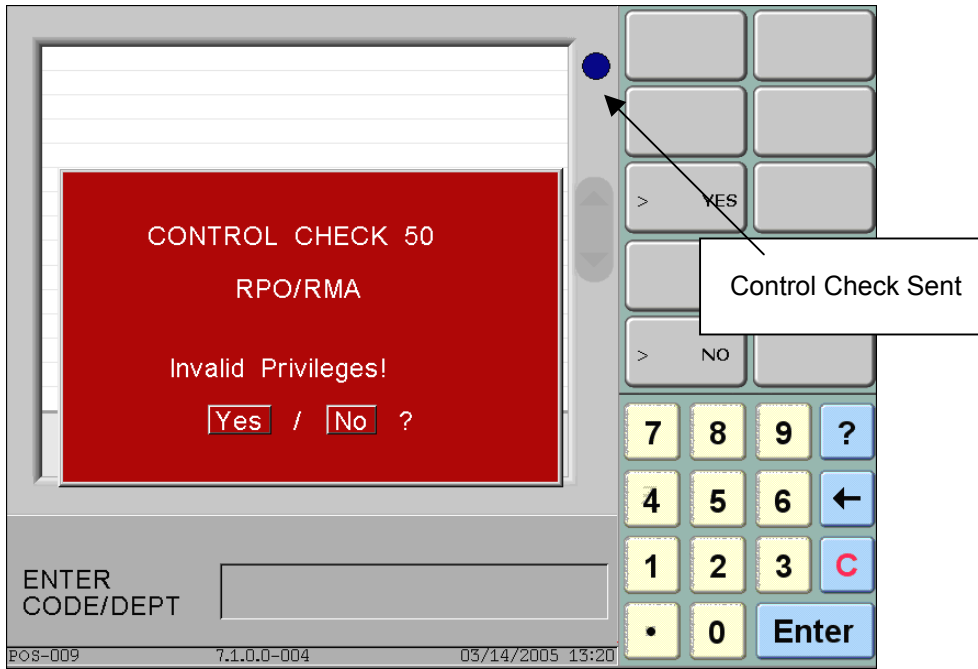 CONTROL CHECK 50
RPO/RMA
Invalid Privileges!
Yes / No ?
> YES
Control Check Sent
> NO
7 8 9 ?
4 5 6 ←
1 2 3 C
. 0 Enter
ENTER
CODE/DEPT
POS-009 7.1.0.0-004 03/14/2005 13:20